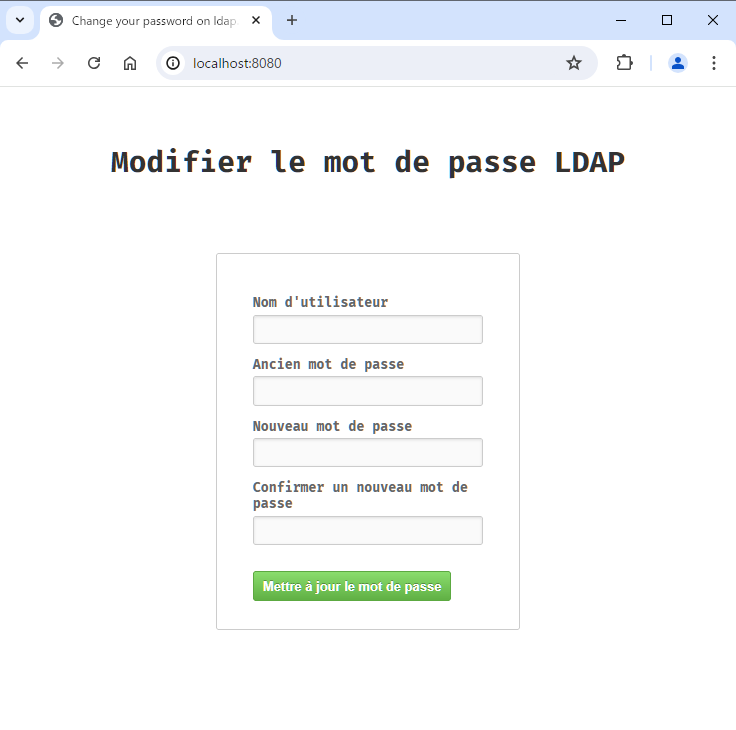 Change your password on ldap
localhost:8080
Modifier le mot de passe LDAP
Nom d'utilisateur
Ancien mot de passe
Nouveau mot de passe
Confirmer un nouveau mot de
passe
Mettre à jour le mot de passe